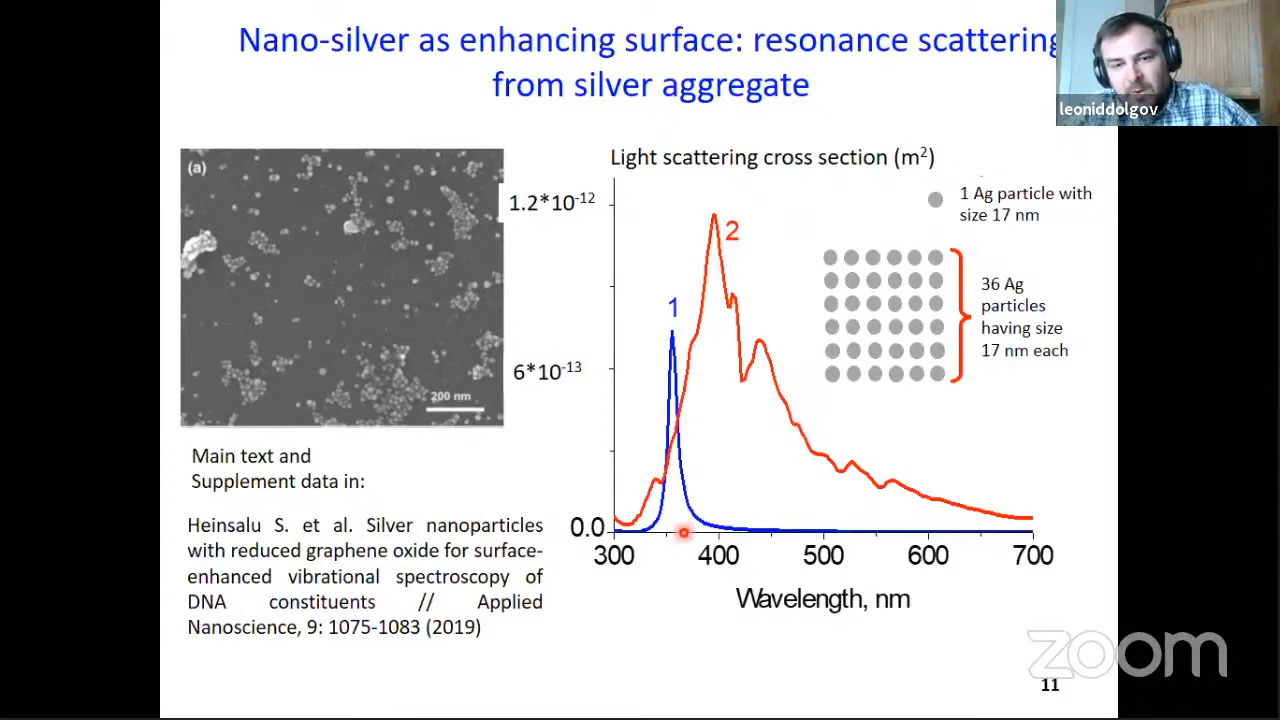 Nano-silver as enhancing surface: resonance scattering
from silver aggregate
leoniddolgov
(a)
200 nm
Main text and
Supplement data in:
Heinsalu S. et al. Silver nanoparticles
with reduced graphene oxide for surface-
enhanced vibrational spectroscopy of
DNA constituents // Applied
Nanoscience, 9: 1075-1083 (2019)
Light scattering cross section (m²)
1.2*10⁻¹²
6*10⁻¹³
0.0
1
2
300 400 500 600 700
Wavelength, nm
1 Ag particle with
size 17 nm
36 Ag
particles
having size
17 nm each
zoom
11